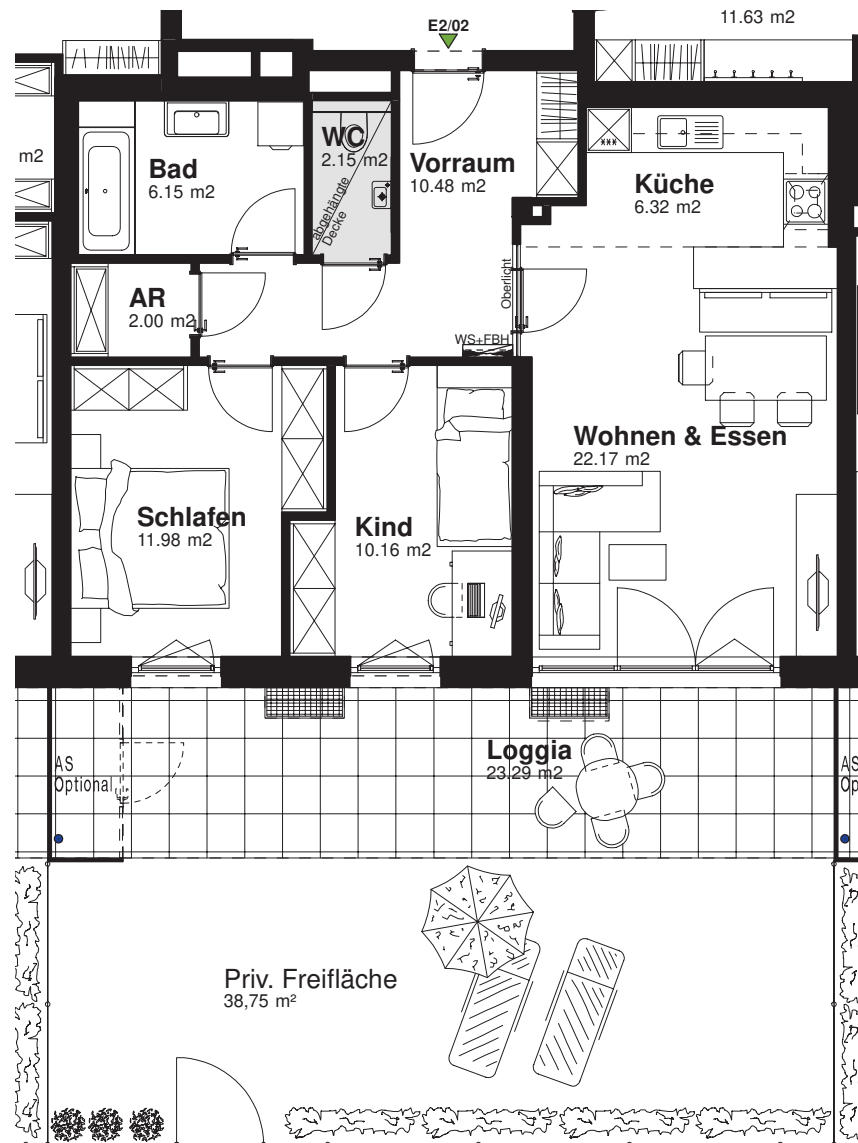 11.63 m2
E2/02
m2
Bad
6.15 m2
WC
2.15 m2
abgehängte
Decke
Vorraum
10.48 m2
Küche
6.32 m2
AR
2.00 m2
Oberlicht
WS+FBH
Wohnen & Essen
22.17 m2
Schlafen
11.98 m2
Kind
10.16 m2
Loggia
23.29 m2
AS
Optional
AS
Op
Priv. Freifläche
38,75 m²